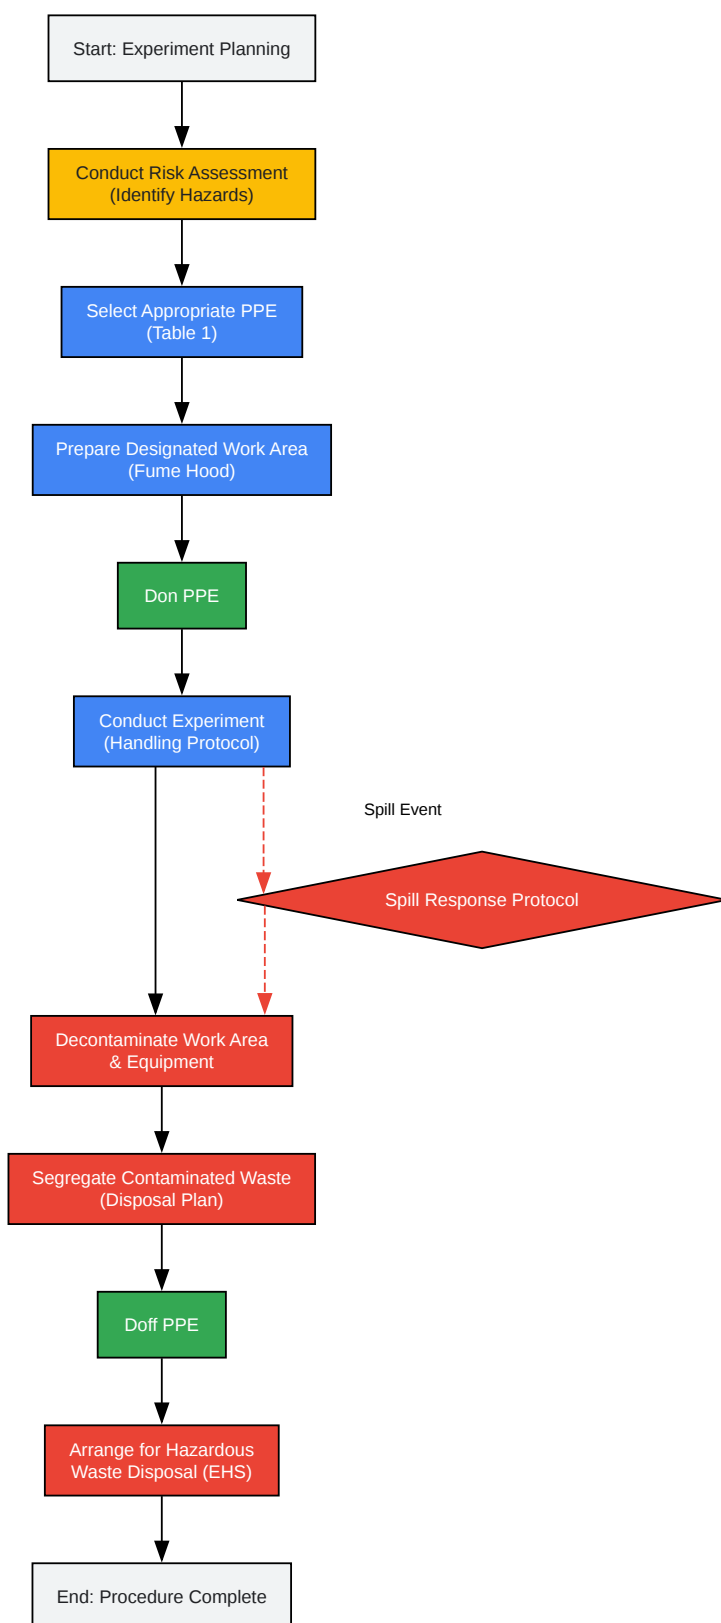 Start: Experiment Planning
Conduct Risk Assessment
(Identify Hazards)
Select Appropriate PPE
(Table 1)
Prepare Designated Work Area
(Fume Hood)
Don PPE
Conduct Experiment
(Handling Protocol)
Spill Event
Spill Response Protocol
Decontaminate Work Area
& Equipment
Segregate Contaminated Waste
(Disposal Plan)
Doff PPE
Arrange for Hazardous
Waste Disposal (EHS)
End: Procedure Complete